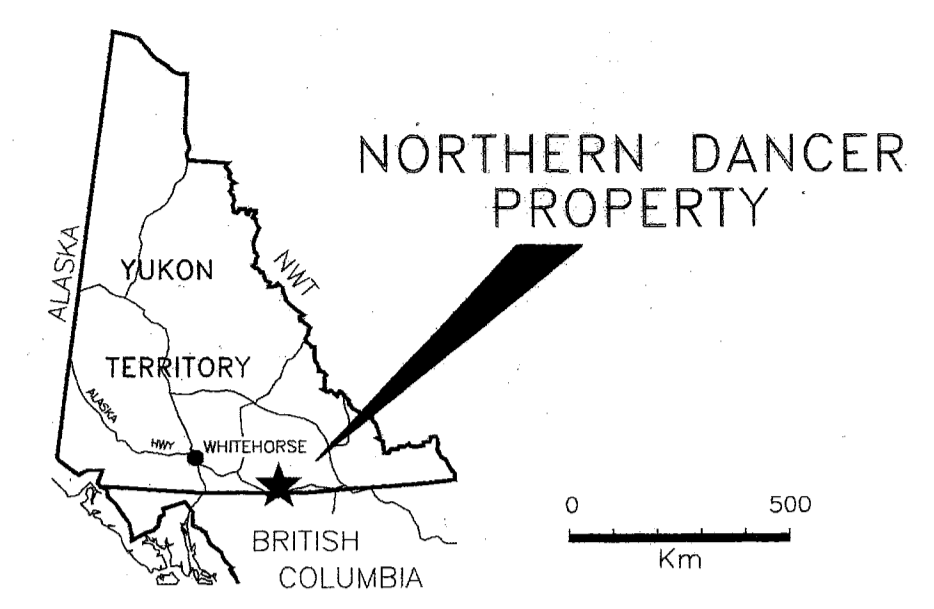 NORTHERN DANCER
PROPERTY
ALASKA
YUKON
NWT
TERRITORY
ALASKA
HWY
WHITEHORSE
BRITISH
COLUMBIA
0 500
Km